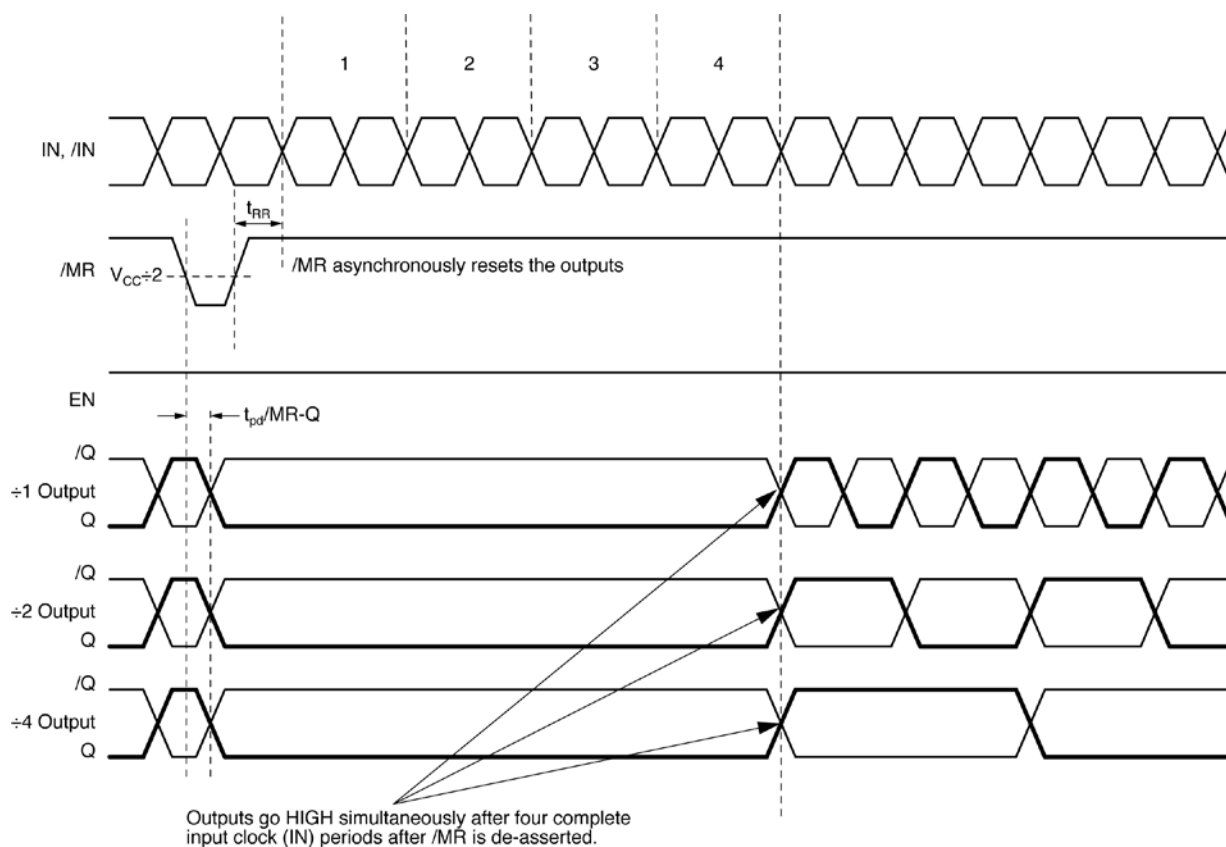 1 2 3 4
IN, /IN
tRR
/MR
VCC÷2
/MR asynchronously resets the outputs
EN
tpd/MR-Q
/Q
÷1 Output
Q
/Q
÷2 Output
Q
/Q
÷4 Output
Q
Outputs go HIGH simultaneously after four complete
input clock (IN) periods after /MR is de-asserted.